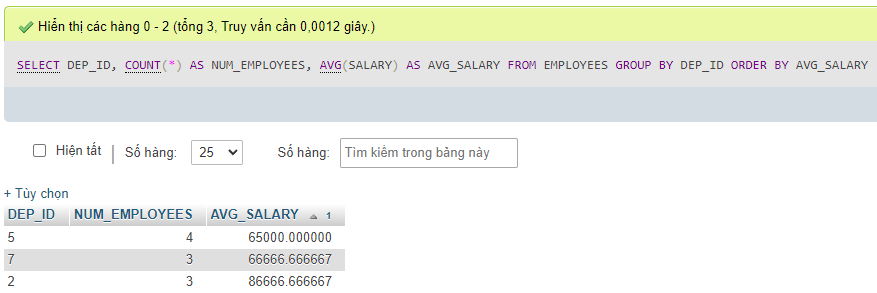 Hiển thị các hàng 0 - 2 (tổng 3, Truy vấn cần 0,0012 giây.)
SELECT DEP_ID, COUNT(*) AS NUM_EMPLOYEES, AVG(SALARY) AS AVG_SALARY FROM EMPLOYEES GROUP BY DEP_ID ORDER BY AVG_SALARY
Hiện tất | Số hàng: 25 Số hàng: Tìm kiếm trong bảng này
+ Tùy chọn
DEP_ID NUM_EMPLOYEES AVG_SALARY 1
5 4 65000.000000
7 3 66666.666667
2 3 86666.666667